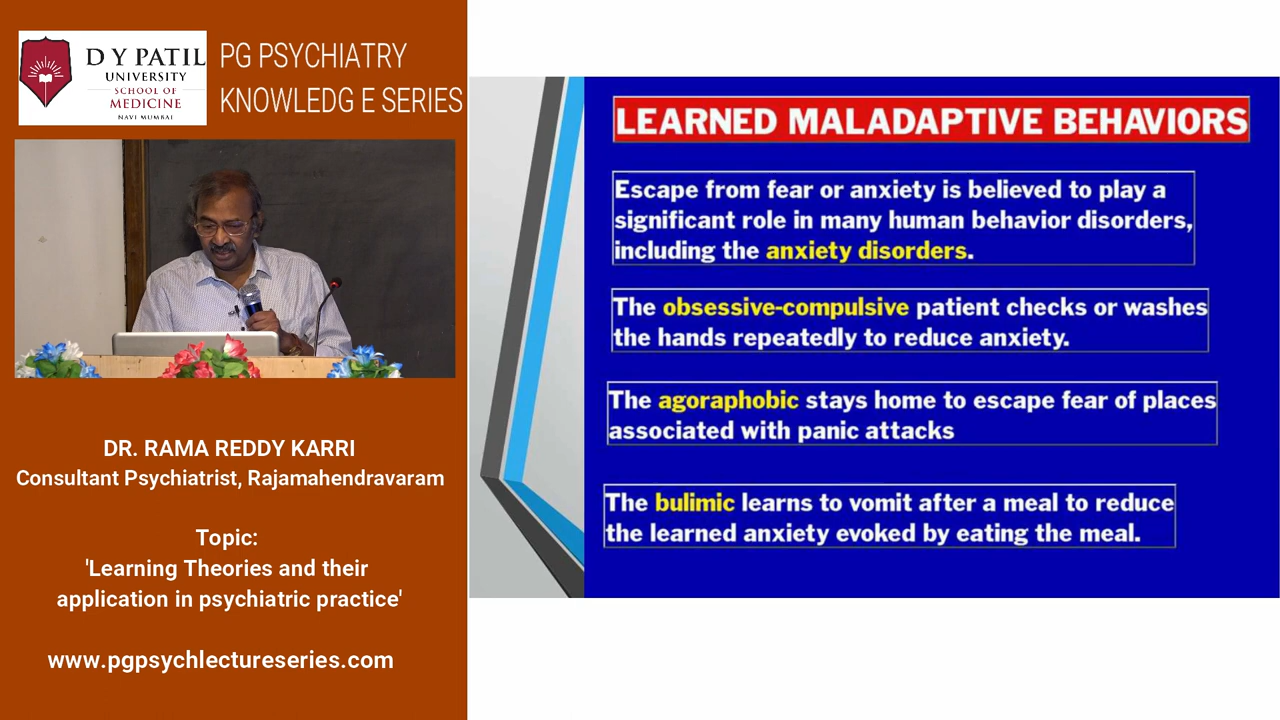 D Y PATIL
UNIVERSITY
SCHOOL OF
MEDICINE
NAVI MUMBAI
PG PSYCHIATRY
KNOWLEDG E SERIES
DR. RAMA REDDY KARRI
Consultant Psychiatrist, Rajamahendravaram
Topic:
'Learning Theories and their
application in psychiatric practice'
www.pgpsychlectureseries.com
LEARNED MALADAPTIVE BEHAVIORS
Escape from fear or anxiety is believed to play a
significant role in many human behavior disorders,
including the anxiety disorders.
The obsessive-compulsive patient checks or washes
the hands repeatedly to reduce anxiety.
The agoraphobic stays home to escape fear of places
associated with panic attacks
The bulimic learns to vomit after a meal to reduce
the learned anxiety evoked by eating the meal.